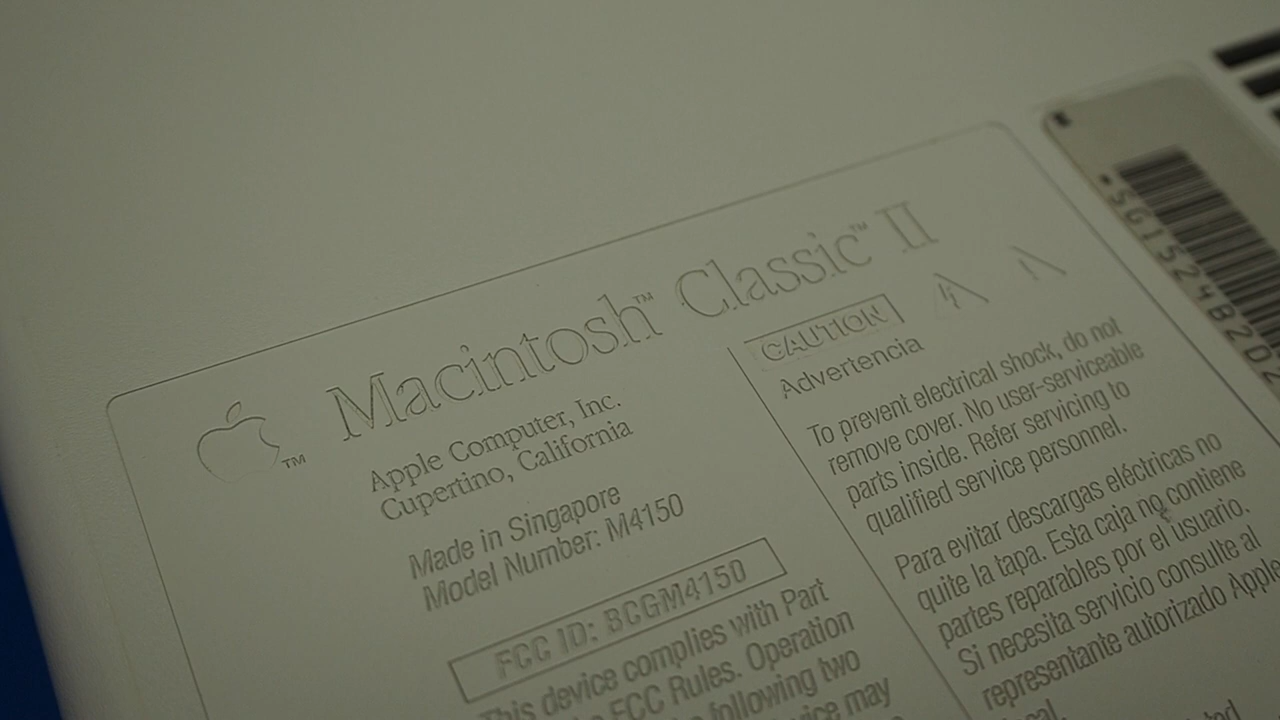 Macintosh™ Classic™ II
™
Apple Computer, Inc.
Cupertino, California
Made in Singapore
Model Number: M4150
FCC ID: BCGM4150
This device complies with Part
FCC Rules. Operation
following two
may
CAUTION
Advertencia
To prevent electrical shock, do not
remove cover. No user-serviceable
parts inside. Refer servicing to
qualified service personnel.
Para evitar descargas eléctricas no
quite la tapa. Esta caja no contiene
partes reparables por el usuario.
Si necesita servicio consulte al
representante autorizado Apple